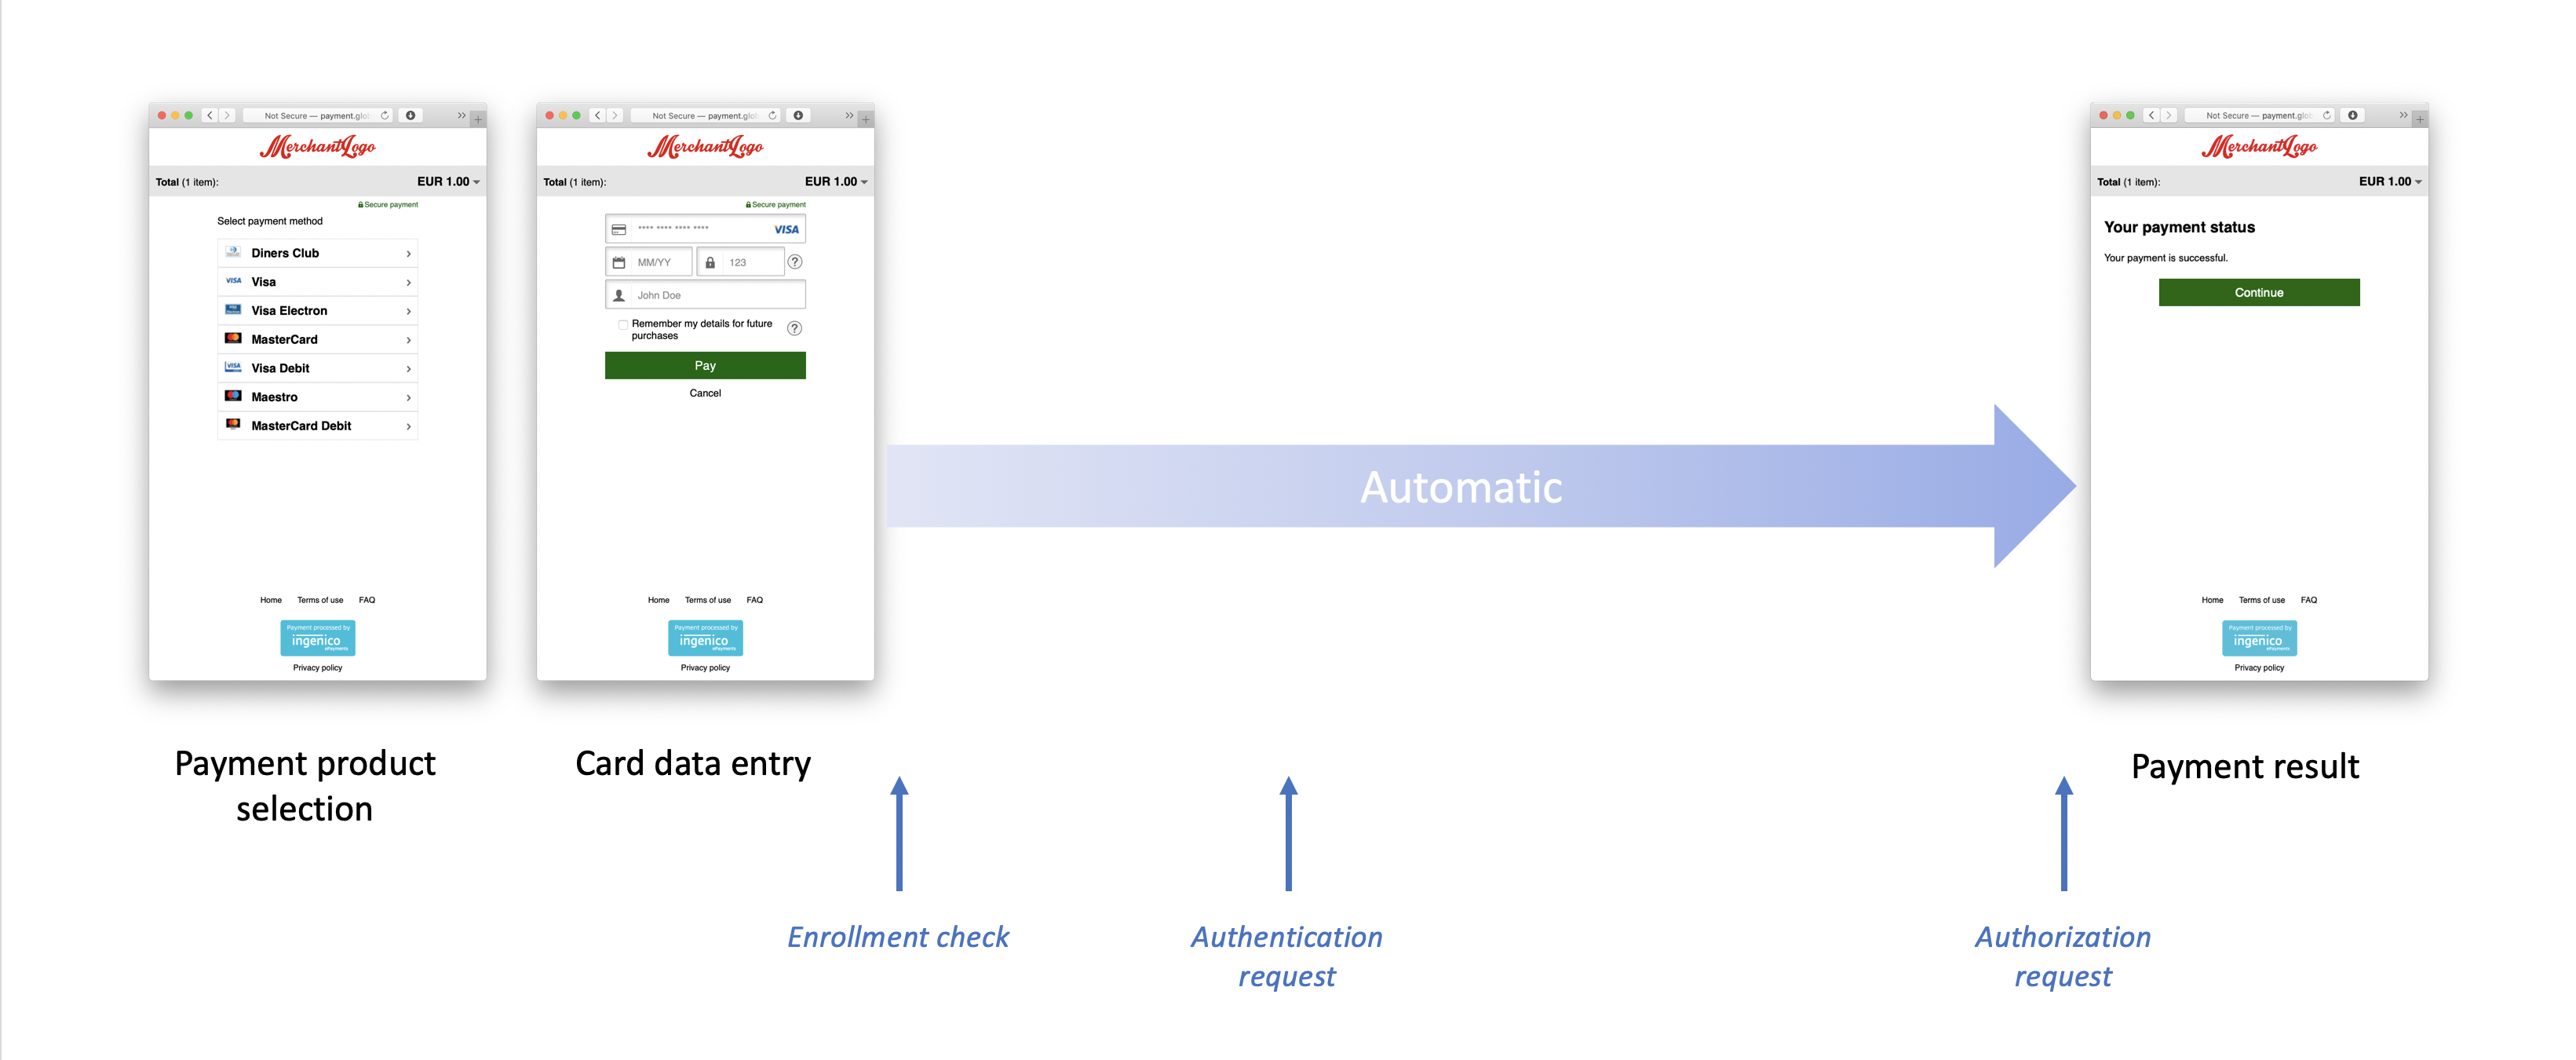 Not Secure — payment.glob
MerchantLogo
Total (1 item):
EUR 1.00
Secure payment
Select payment method
Diners Club
VISA Visa
Visa Electron
MasterCard
VISA Visa Debit
Maestro
MasterCard Debit
Home Terms of use FAQ
Payment processed by
ingenico
ePayments
Privacy policy
Payment product
selection
Not Secure — payment.glob
MerchantLogo
Total (1 item):
EUR 1.00
Secure payment
**** **** **** **** VISA
MM/YY 123 ?
John Doe
Remember my details for future ?
purchases
Pay
Cancel
Home Terms of use FAQ
Payment processed by
ingenico
ePayments
Privacy policy
Card data entry
Automatic
Not Secure — payment.glob
MerchantLogo
Total (1 item):
EUR 1.00
Your payment status
Your payment is successful.
Continue
Home Terms of use FAQ
Payment processed by
ingenico
ePayments
Privacy policy
Payment result
Enrollment check
Authentication
request
Authorization
request